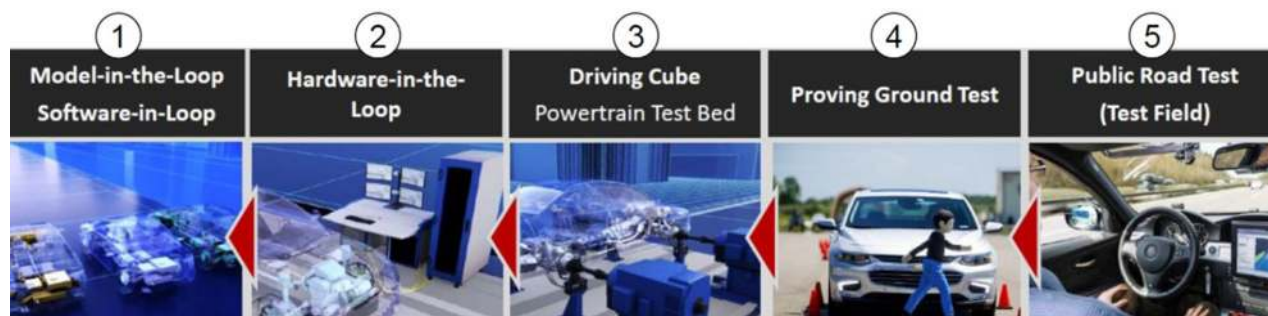 1
Model-in-the-Loop
Software-in-Loop
2
Hardware-in-the-
Loop
3
Driving Cube
Powertrain Test Bed
4
Proving Ground Test
5
Public Road Test
(Test Field)